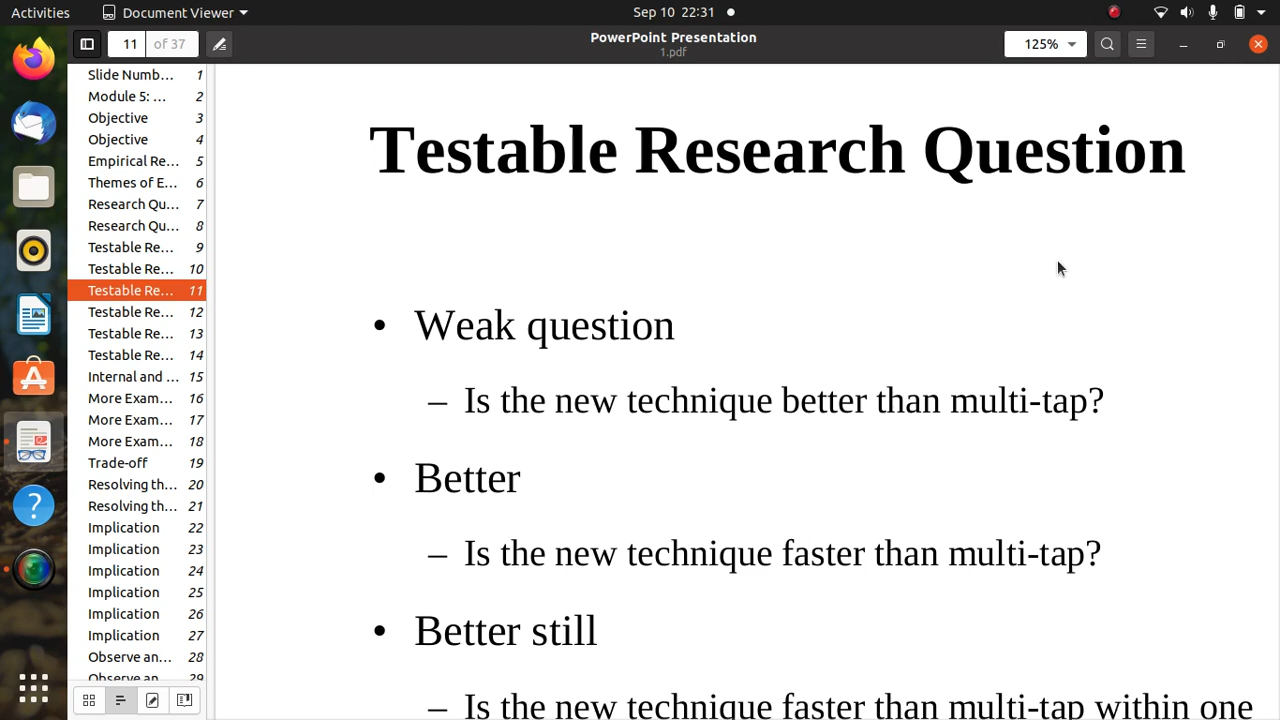 Activities
Document Viewer
Sep 10 22:31
11 of 37
PowerPoint Presentation
1.pdf
125%
Slide Numb... 1
Module 5: ... 2
Objective 3
Objective 4
Empirical Re... 5
Themes of E... 6
Research Qu... 7
Research Qu... 8
Testable Re... 9
Testable Re... 10
Testable Re... 11
Testable Re... 12
Testable Re... 13
Testable Re... 14
Internal and ... 15
More Exam... 16
More Exam... 17
More Exam... 18
Trade-off 19
Resolving th... 20
Resolving th... 21
Implication 22
Implication 23
Implication 24
Implication 25
Implication 26
Implication 27
Observe an... 28
Observe an... 29
Testable Research Question
• Weak question
– Is the new technique better than multi-tap?
• Better
– Is the new technique faster than multi-tap?
• Better still
– Is the new technique faster than multi-tap within one